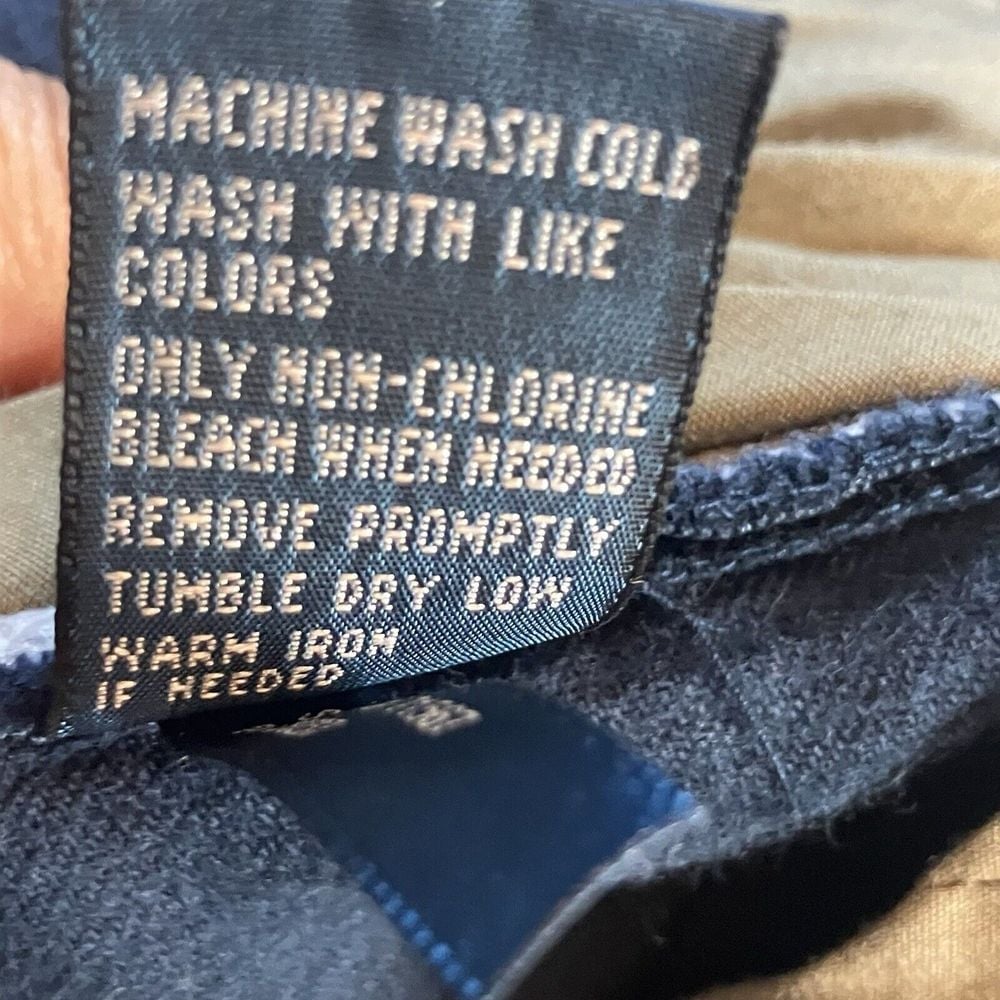 MACHINE WASH COLD
WASH WITH LIKE
COLORS
ONLY NON-CHLORINE
BLEACH WHEN NEEDED
REMOVE PROMPTLY
TUMBLE DRY LOW
WARM IRON
IF NEEDED